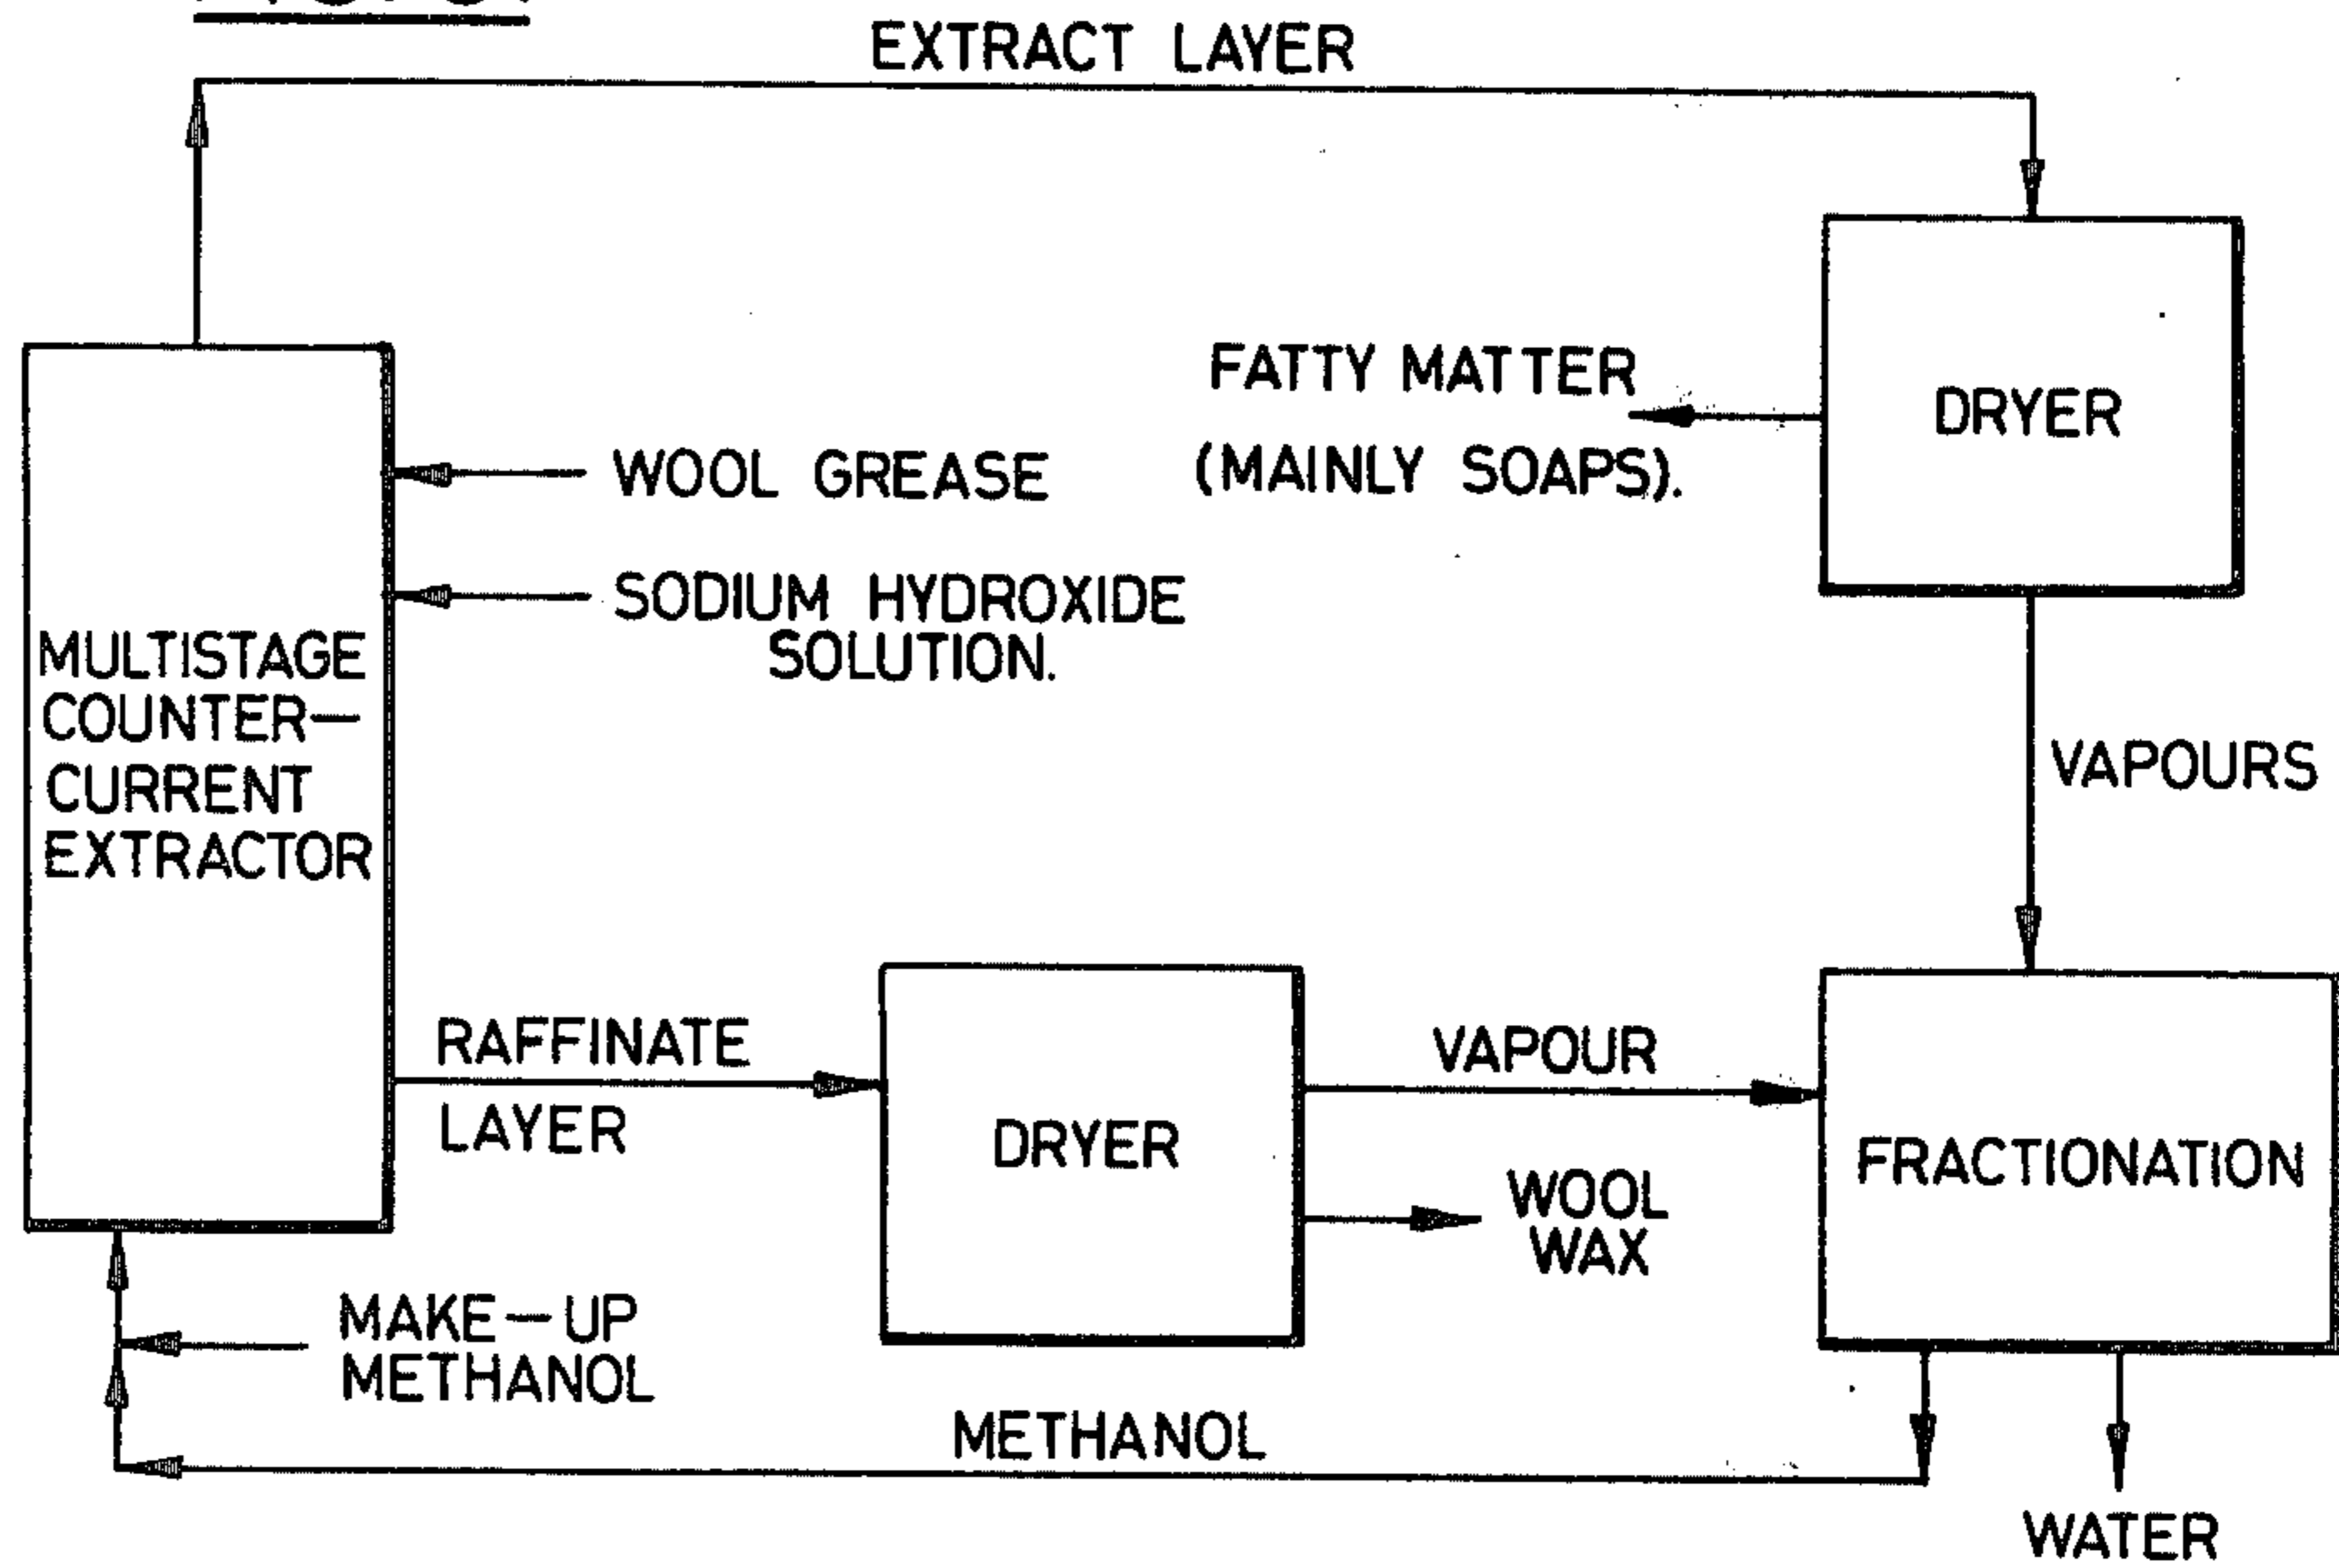 EXTRACT LAYER
FATTY MATTER
(MAINLY SOAPS).
DRYER
WOOL GREASE
SODIUM HYDROXIDE
SOLUTION.
MULTISTAGE
COUNTER—
CURRENT
EXTRACTOR
VAPOURS
RAFFINATE
LAYER
DRYER
VAPOUR
WOOL
WAX
FRACTIONATION
MAKE—UP
METHANOL
METHANOL
WATER